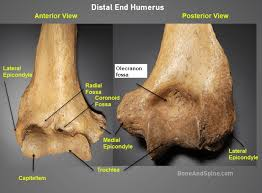 Distal End Humerus
Anterior View
Posterior View
Lateral
Epicondyle
Radial
Fossa
Coronoid
Fossa
Olecranon
fossa
Medial
Epicondyle
Capitellum
Trochlea
Lateral
Epicondyle
BoneAndSpine.com